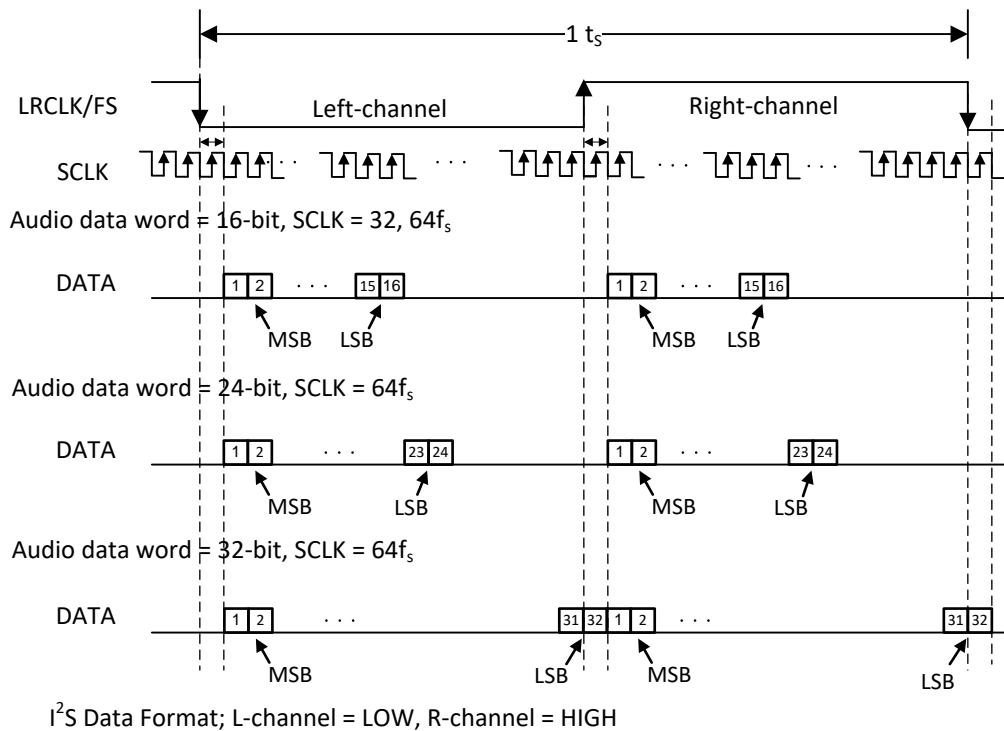 1 tS
LRCLK/FS
Left-channel
Right-channel
SCLK
. . .
. . .
. . .
. . .
Audio data word = 16-bit, SCLK = 32, 64fs
DATA
1 2 . . . 15 16 1 2 . . . 15 16
MSB LSB MSB LSB
Audio data word = 24-bit, SCLK = 64fs
DATA
1 2 . . . 23 24 1 2 . . . 23 24
MSB LSB MSB LSB
Audio data word = 32-bit, SCLK = 64fs
DATA
1 2 . . . 31 32 1 2 . . . 31 32
MSB LSB MSB LSB
I²S Data Format; L-channel = LOW, R-channel = HIGH